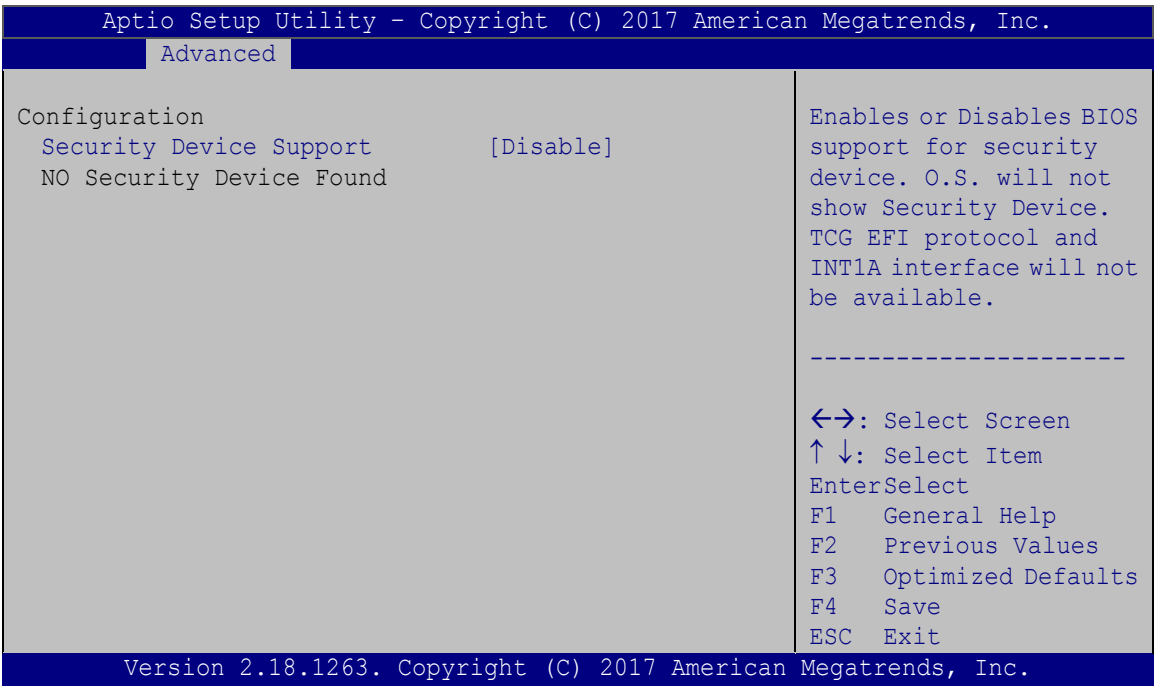 Aptio Setup Utility – Copyright (C) 2017 American Megatrends, Inc.
Advanced
Configuration
Security Device Support [Disable]
NO Security Device Found
Enables or Disables BIOS
support for security
device. O.S. will not
show Security Device.
TCG EFI protocol and
INT1A interface will not
be available.
----------------------
←→: Select Screen
↑ ↓: Select Item
EnterSelect
F1 General Help
F2 Previous Values
F3 Optimized Defaults
F4 Save
ESC Exit
Version 2.18.1263. Copyright (C) 2017 American Megatrends, Inc.